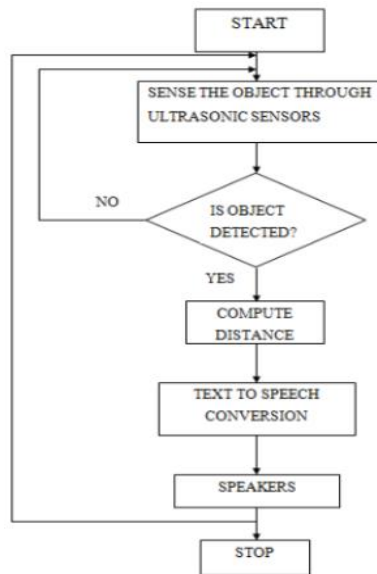 START
SENSE THE OBJECT THROUGH
ULTRASONIC SENSORS
NO
IS OBJECT
DETECTED?
YES
COMPUTE
DISTANCE
TEXT TO SPEECH
CONVERSION
SPEAKERS
STOP